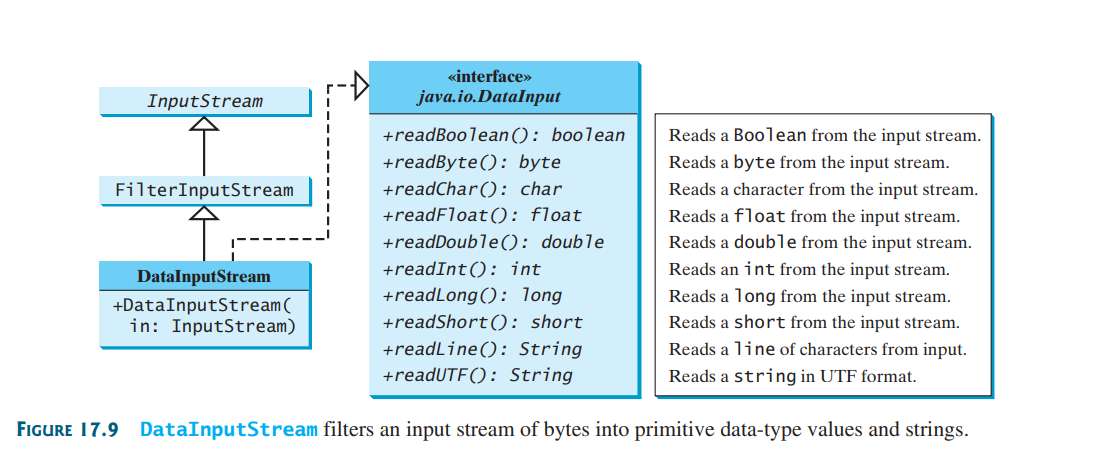 InputStream
FilterInputStream
DataInputStream
+DataInputStream(
in: InputStream)
«interface»
java.io.DataInput
+readBoolean(): boolean
+readByte(): byte
+readChar(): char
+readFloat(): float
+readDouble(): double
+readInt(): int
+readLong(): long
+readShort(): short
+readLine(): String
+readUTF(): String
Reads a Boolean from the input stream.
Reads a byte from the input stream.
Reads a character from the input stream.
Reads a float from the input stream.
Reads a double from the input stream.
Reads an int from the input stream.
Reads a long from the input stream.
Reads a short from the input stream.
Reads a line of characters from input.
Reads a string in UTF format.
FIGURE 17.9 DataInputStream filters an input stream of bytes into primitive data-type values and strings.